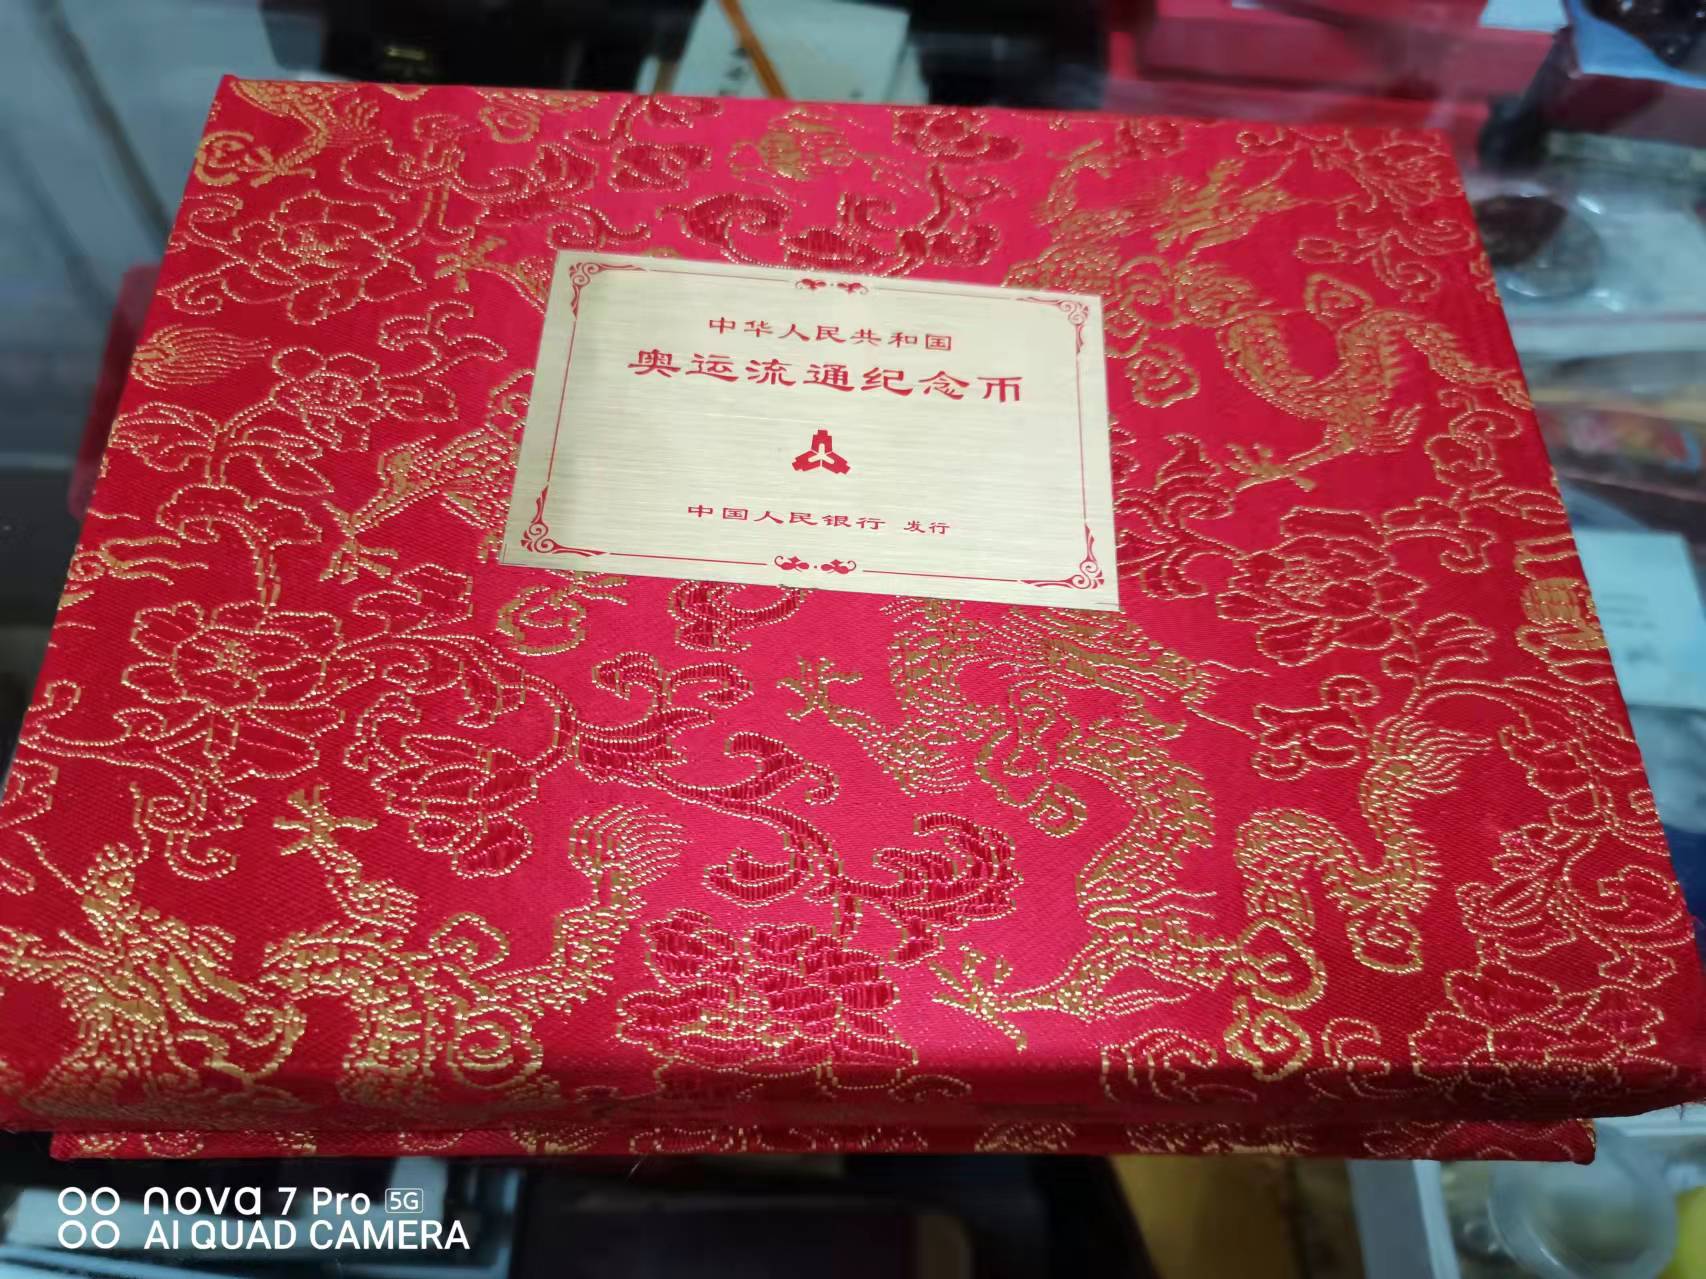 中华人民共和国
奥运流通纪念币
中国人民银行 发行
nova 7 Pro 5G
AI QUAD CAMERA